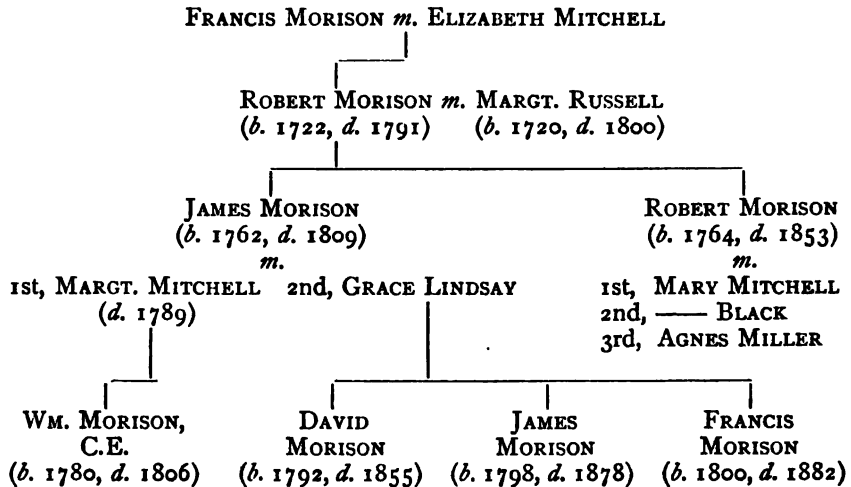 FRANCIS MORISON m. ELIZABETH MITCHELL
ROBERT MORISON m. MARGT. RUSSELL
(b. 1722, d. 1791) (b. 1720, d. 1800)
JAMES MORISON
(b. 1762, d. 1809)
m.
1st, MARGT. MITCHELL 2nd, GRACE LINDSAY
(d. 1789)
ROBERT MORISON
(b. 1764, d. 1853)
m.
1st, MARY MITCHELL
2nd, —— BLACK
3rd, AGNES MILLER
WM. MORISON,
C.E.
(b. 1780, d. 1806)
DAVID
MORISON
(b. 1792, d. 1855)
JAMES
MORISON
(b. 1798, d. 1878)
FRANCIS
MORISON
(b. 1800, d. 1882)